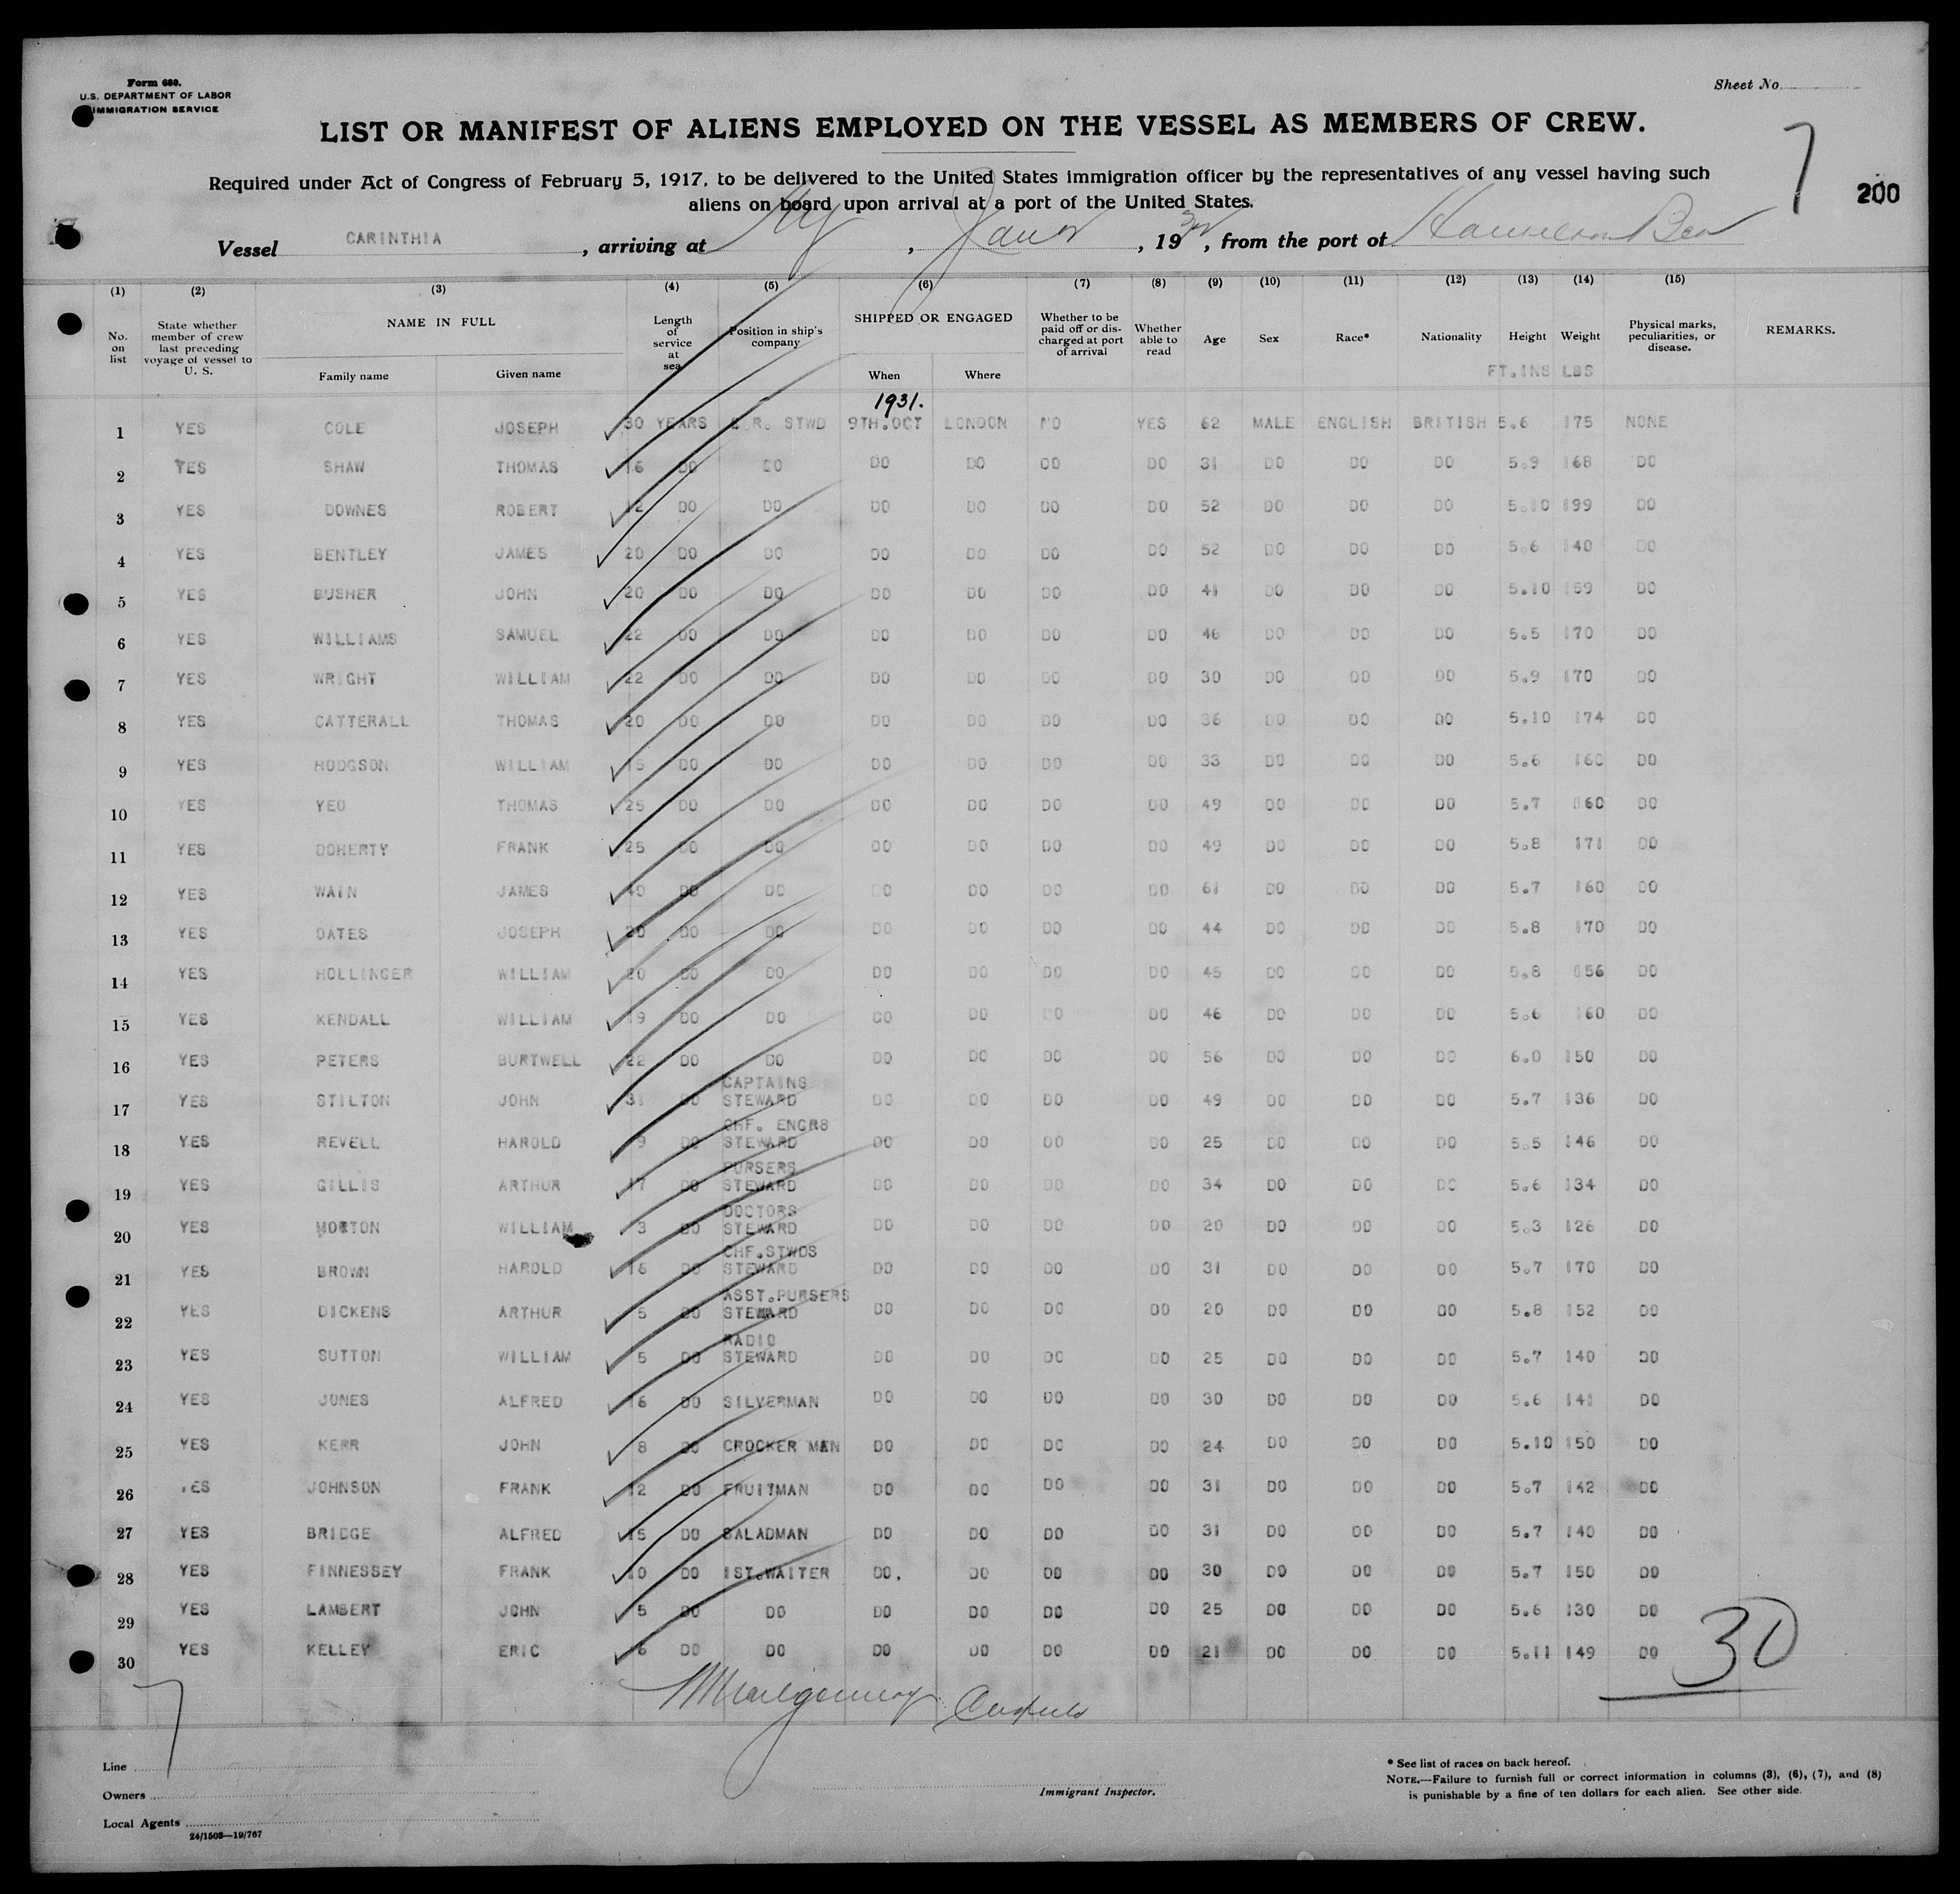 Form 680.
U.S. DEPARTMENT OF LABOR
IMMIGRATION SERVICE
Sheet No.
LIST OR MANIFEST OF ALIENS EMPLOYED ON THE VESSEL AS MEMBERS OF CREW.
7
200
Required under Act of Congress of February 5, 1917, to be delivered to the United States immigration officer by the representatives of any vessel having such
aliens on board upon arrival at a port of the United States.
Vessel CARINTHIA, arriving at NY, , 19 , from the port of
(1) (2) (3) (4) (5) (6) (7) (8) (9) (10) (11) (12) (13) (14) (15)
No. on list | State whether member of crew last preceding voyage of vessel to U. S. | NAME IN FULL | Length of service at sea | Position in ship's company | SHIPPED OR ENGAGED | Whether to be paid off or discharged at port of arrival | Whether able to read | Age | Sex | Race* | Nationality | Height | Weight | Physical marks, peculiarities, or disease. | REMARKS.
Family name | Given name | When | Where | FT.INS | LBS
1931.
1 YES COLE JOSEPH 30 YEARS B.R. STWD 9TH.OCT LONDON NO YES 62 MALE ENGLISH BRITISH 5.6 175 NONE
2 YES SHAW THOMAS 16 DO DO DO DO DO DO 31 DO DO DO 5.9 168 DO
3 YES DOWNES ROBERT 12 DO DO DO DO DO DO 52 DO DO DO 5.10 199 DO
4 YES BENTLEY JAMES 20 DO DO DO DO DO DO 52 DO DO DO 5.6 140 DO
5 YES BUSHER JOHN 20 DO DO DO DO DO DO 41 DO DO DO 5.10 159 DO
6 YES WILLIAMS SAMUEL 22 DO DO DO DO DO DO 46 DO DO DO 5.5 170 DO
7 YES WRIGHT WILLIAM 22 DO DO DO DO DO DO 30 DO DO DO 5.9 170 DO
8 YES CATTERALL THOMAS 20 DO DO DO DO DO DO 36 DO DO DO 5.10 174 DO
9 YES HODGSON WILLIAM 15 DO DO DO DO DO DO 33 DO DO DO 5.6 160 DO
10 YES YEO THOMAS 25 DO DO DO DO DO DO 49 DO DO DO 5.7 160 DO
11 YES DOHERTY FRANK 25 DO DO DO DO DO DO 49 DO DO DO 5.8 171 DO
12 YES WAIN JAMES 40 DO DO DO DO DO DO 61 DO DO DO 5.7 160 DO
13 YES OATES JOSEPH 20 DO DO DO DO DO DO 44 DO DO DO 5.8 170 DO
14 YES HOLLINGER WILLIAM 20 DO DO DO DO DO DO 45 DO DO DO 5.8 156 DO
15 YES KENDALL WILLIAM 19 DO DO DO DO DO DO 46 DO DO DO 5.6 160 DO
16 YES PETERS BURTWELL 22 DO DO DO DO DO DO 56 DO DO DO 6.0 150 DO
17 YES STILTON JOHN 31 DO CAPTAINS STEWARD DO DO DO DO 49 DO DO DO 5.7 136 DO
18 YES REVELL HAROLD 9 DO CHF. ENGRS STEWARD DO DO DO DO 25 DO DO DO 5.5 146 DO
19 YES GILLIS ARTHUR 17 DO PURSERS STEWARD DO DO DO DO 34 DO DO DO 5.6 134 DO
20 YES MORTON WILLIAM 3 DO DOCTORS STEWARD DO DO DO DO 20 DO DO DO 5.3 126 DO
21 YES BROWN HAROLD 16 DO CHF.STWDS STEWARD DO DO DO DO 31 DO DO DO 5.7 170 DO
22 YES DICKENS ARTHUR 5 DO ASST.PURSERS STEWARD DO DO DO DO 20 DO DO DO 5.8 152 DO
23 YES SUTTON WILLIAM 5 DO RADIO STEWARD DO DO DO DO 25 DO DO DO 5.7 140 DO
24 YES JONES ALFRED 16 DO SILVERMAN DO DO DO DO 30 DO DO DO 5.6 141 DO
25 YES KERR JOHN 8 DO CROCKER MAN DO DO DO DO 24 DO DO DO 5.10 150 DO
26 YES JOHNSON FRANK 12 DO FRUITMAN DO DO DO DO 31 DO DO DO 5.7 142 DO
27 YES BRIDGE ALFRED 15 DO SALADMAN DO DO DO DO 31 DO DO DO 5.7 140 DO
28 YES FINNESSEY FRANK 10 DO 1ST.WAITER DO. DO DO DO 30 DO DO DO 5.7 150 DO
29 YES LAMBERT JOHN 5 DO DO DO DO DO DO 25 DO DO DO 5.6 130 DO
30 YES KELLEY ERIC 6 DO DO DO DO DO DO 21 DO DO DO 5.11 149 DO
30
7
Line
Owners
Local Agents
24/1503—19/767
Immigrant Inspector.
* See list of races on back hereof.
NOTE.—Failure to furnish full or correct information in columns (3), (6), (7), and (8)
is punishable by a fine of ten dollars for each alien. See other side.